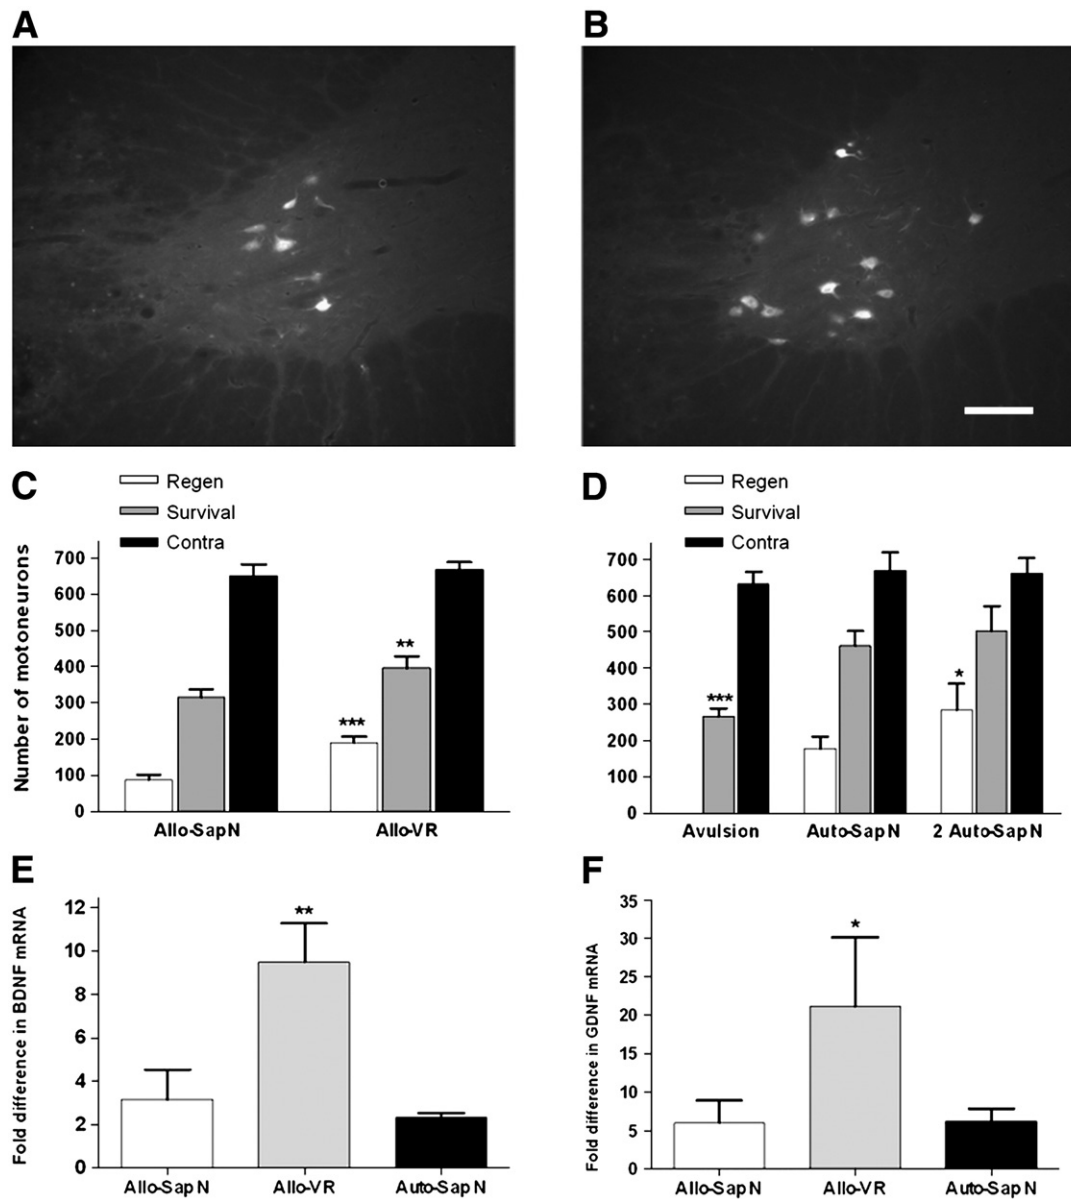 A
B
C
Regen
Survival
Contra
Number of motoneurons
700
600
500
400
300
200
100
0
**
***
Allo-SapN
Allo-VR
D
Regen
Survival
Contra
700
600
500
400
300
200
100
0
***
*
Avulsion
Auto-SapN
2 Auto-SapN
E
Fold difference in BDNF mRNA
12
10
8
6
4
2
0
**
Allo-SapN
Allo-VR
Auto-SapN
F
Fold difference in GDNF mRNA
35
30
25
20
15
10
5
0
*
Allo-SapN
Allo-VR
Auto-SapN